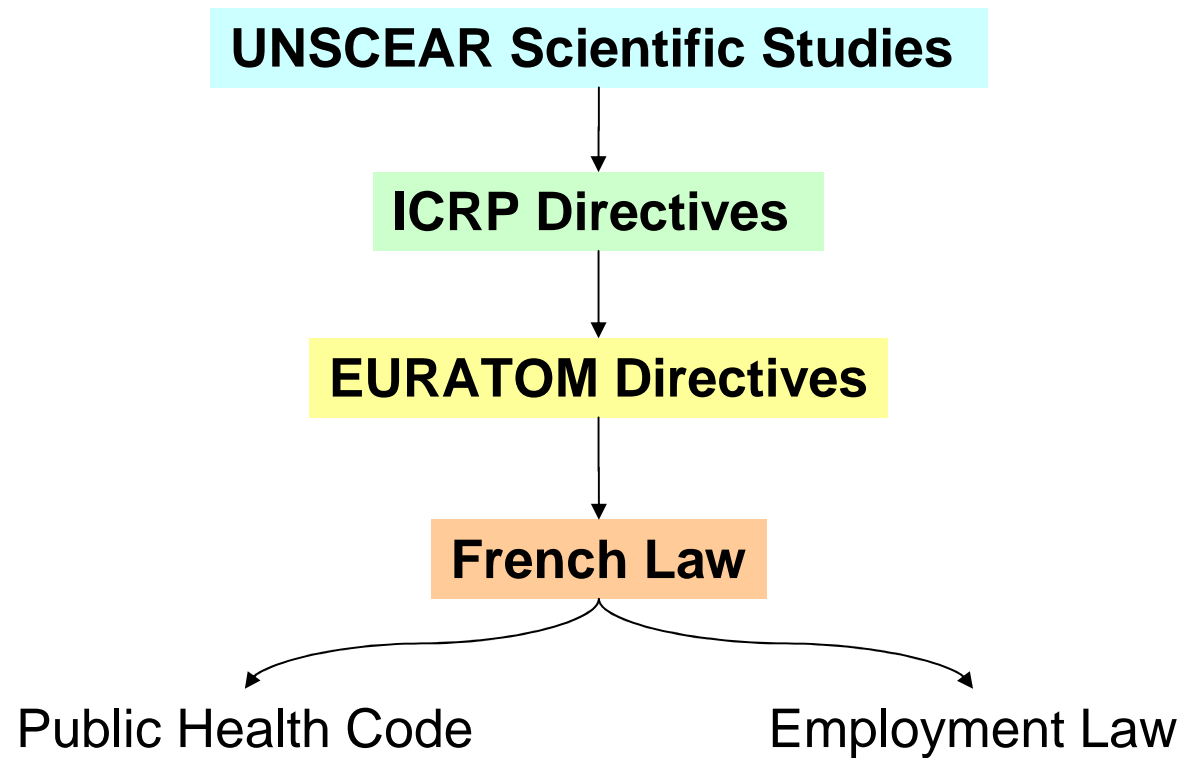 UNSCEAR Scientific Studies
ICRP Directives
EURATOM Directives
French Law
Public Health Code
Employment Law